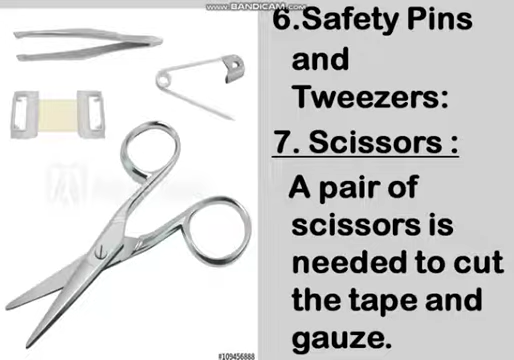 www.BANDICAM.com
6.Safety Pins
and
Tweezers:
7. Scissors :
A pair of
scissors is
needed to cut
the tape and
gauze.
#109456888